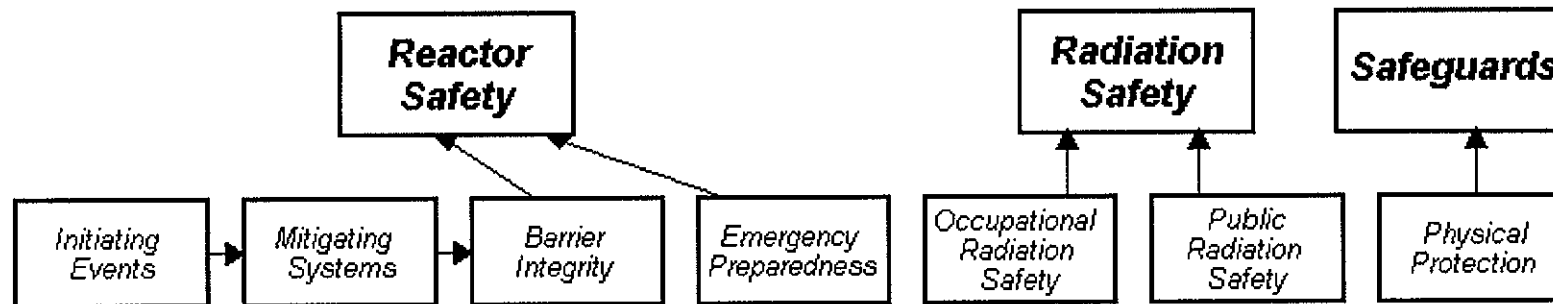 Reactor
Safety
Radiation
Safety
Safeguards
Initiating
Events
Mitigating
Systems
Barrier
Integrity
Emergency
Preparedness
Occupational
Radiation
Safety
Public
Radiation
Safety
Physical
Protection